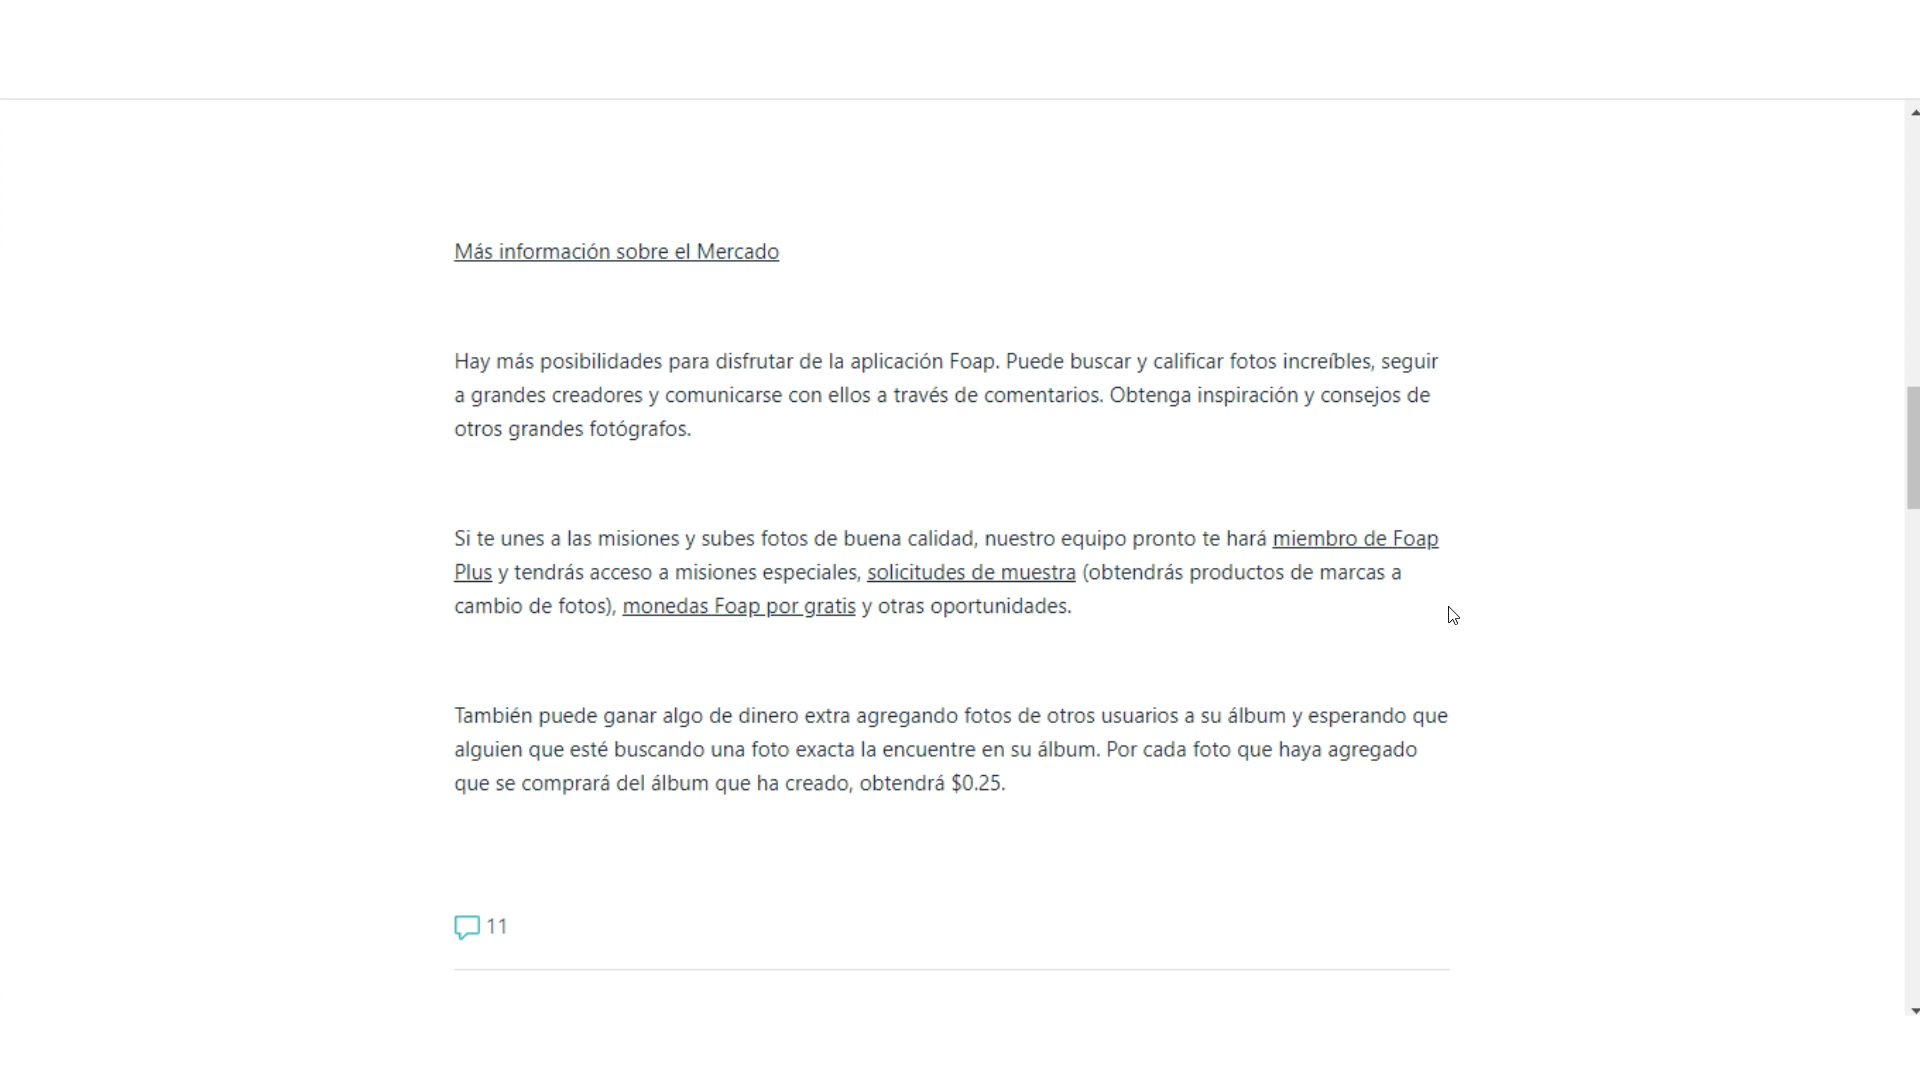 Más información sobre el Mercado
Hay más posibilidades para disfrutar de la aplicación Foap. Puede buscar y calificar fotos increíbles, seguir
a grandes creadores y comunicarse con ellos a través de comentarios. Obtenga inspiración y consejos de
otros grandes fotógrafos.
Si te unes a las misiones y subes fotos de buena calidad, nuestro equipo pronto te hará miembro de Foap
Plus y tendrás acceso a misiones especiales, solicitudes de muestra (obtendrás productos de marcas a
cambio de fotos), monedas Foap por gratis y otras oportunidades.
También puede ganar algo de dinero extra agregando fotos de otros usuarios a su álbum y esperando que
alguien que esté buscando una foto exacta la encuentre en su álbum. Por cada foto que haya agregado
que se comprará del álbum que ha creado, obtendrá $0.25.
11